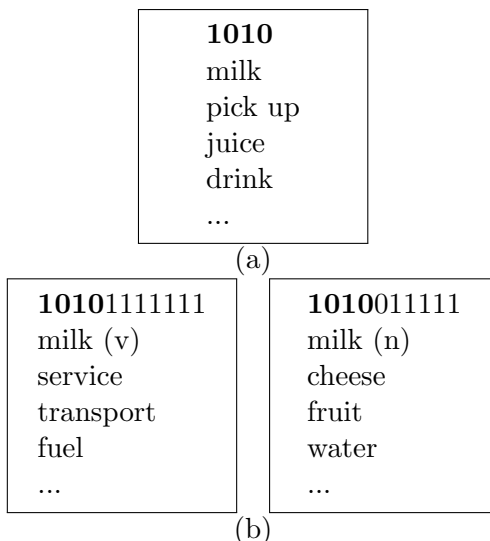 1010
milk
pick up
juice
drink
...
(a)
10101111111
milk (v)
service
transport
fuel
...
1010011111
milk (n)
cheese
fruit
water
...
(b)